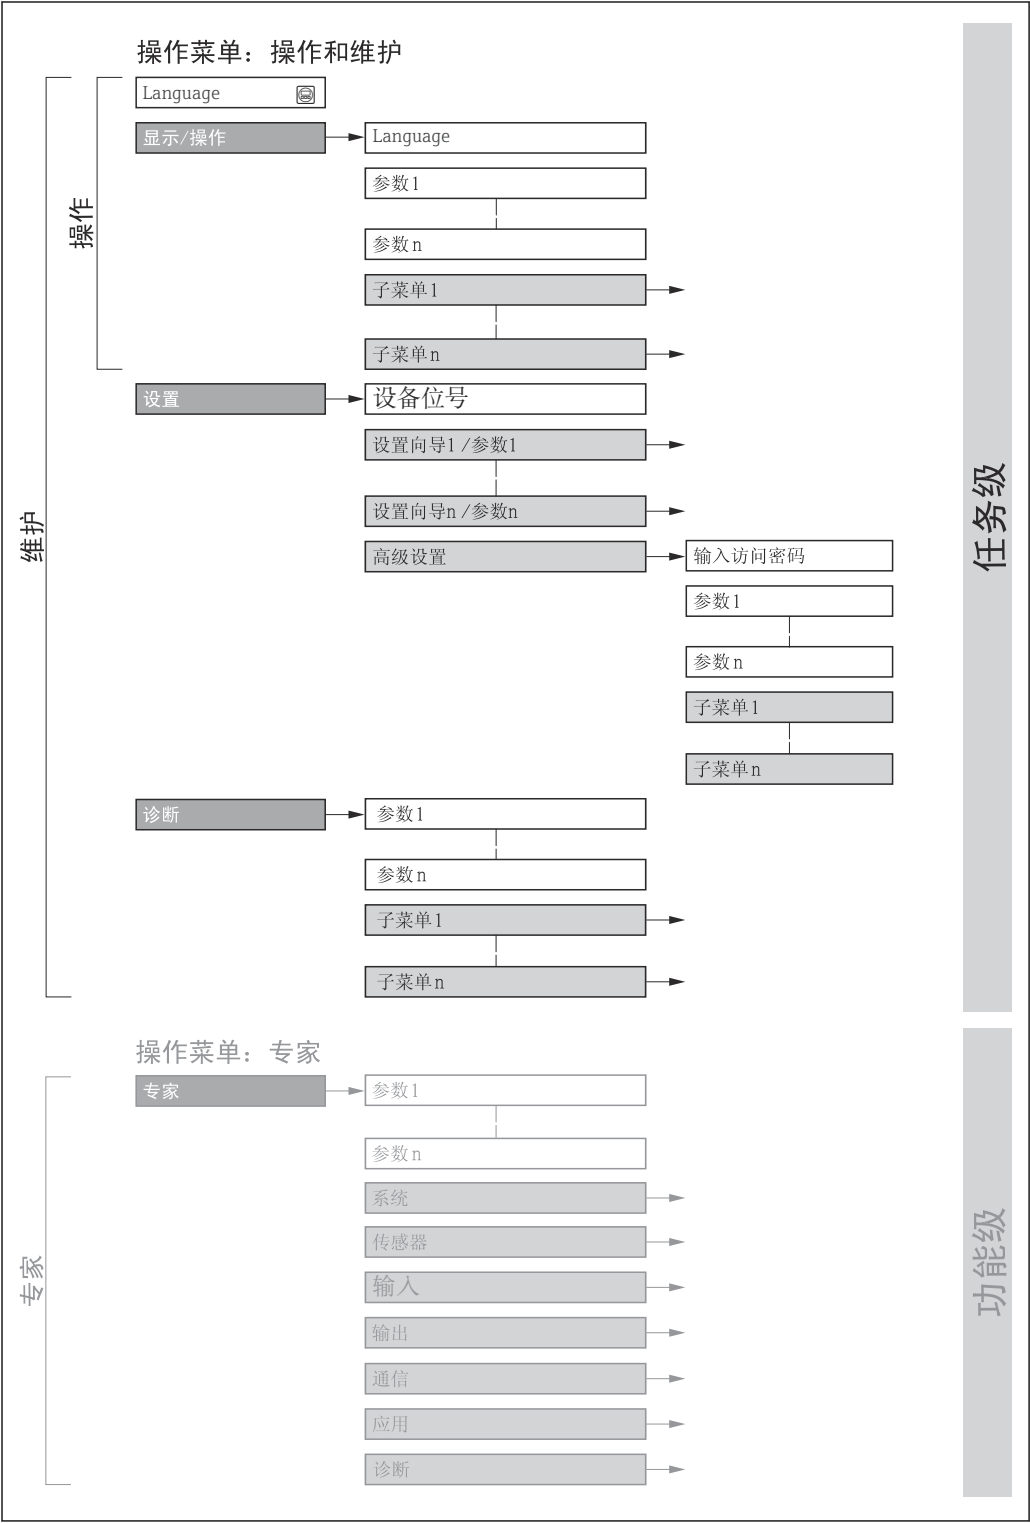 操作菜单：操作和维护
Language
显示/操作
Language
参数1
参数n
子菜单1
子菜单n
操作
设置
设备位号
设置向导1 /参数1
设置向导n /参数n
高级设置
输入访问密码
参数1
参数n
子菜单1
子菜单n
维护
任务级
诊断
参数1
参数n
子菜单1
子菜单n
操作菜单：专家
专家
参数1
参数n
系统
传感器
输入
输出
通信
应用
诊断
专家
功能级